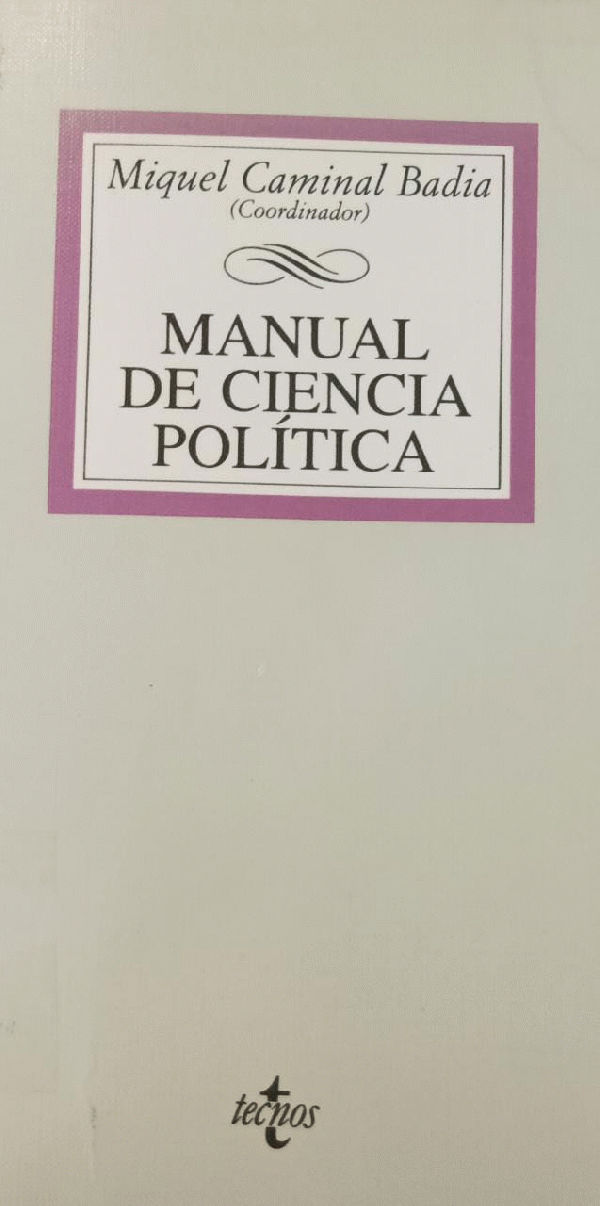 Miquel Caminal Badia
(Coordinador)
MANUAL
DE CIENCIA
POLÍTICA
tecnos